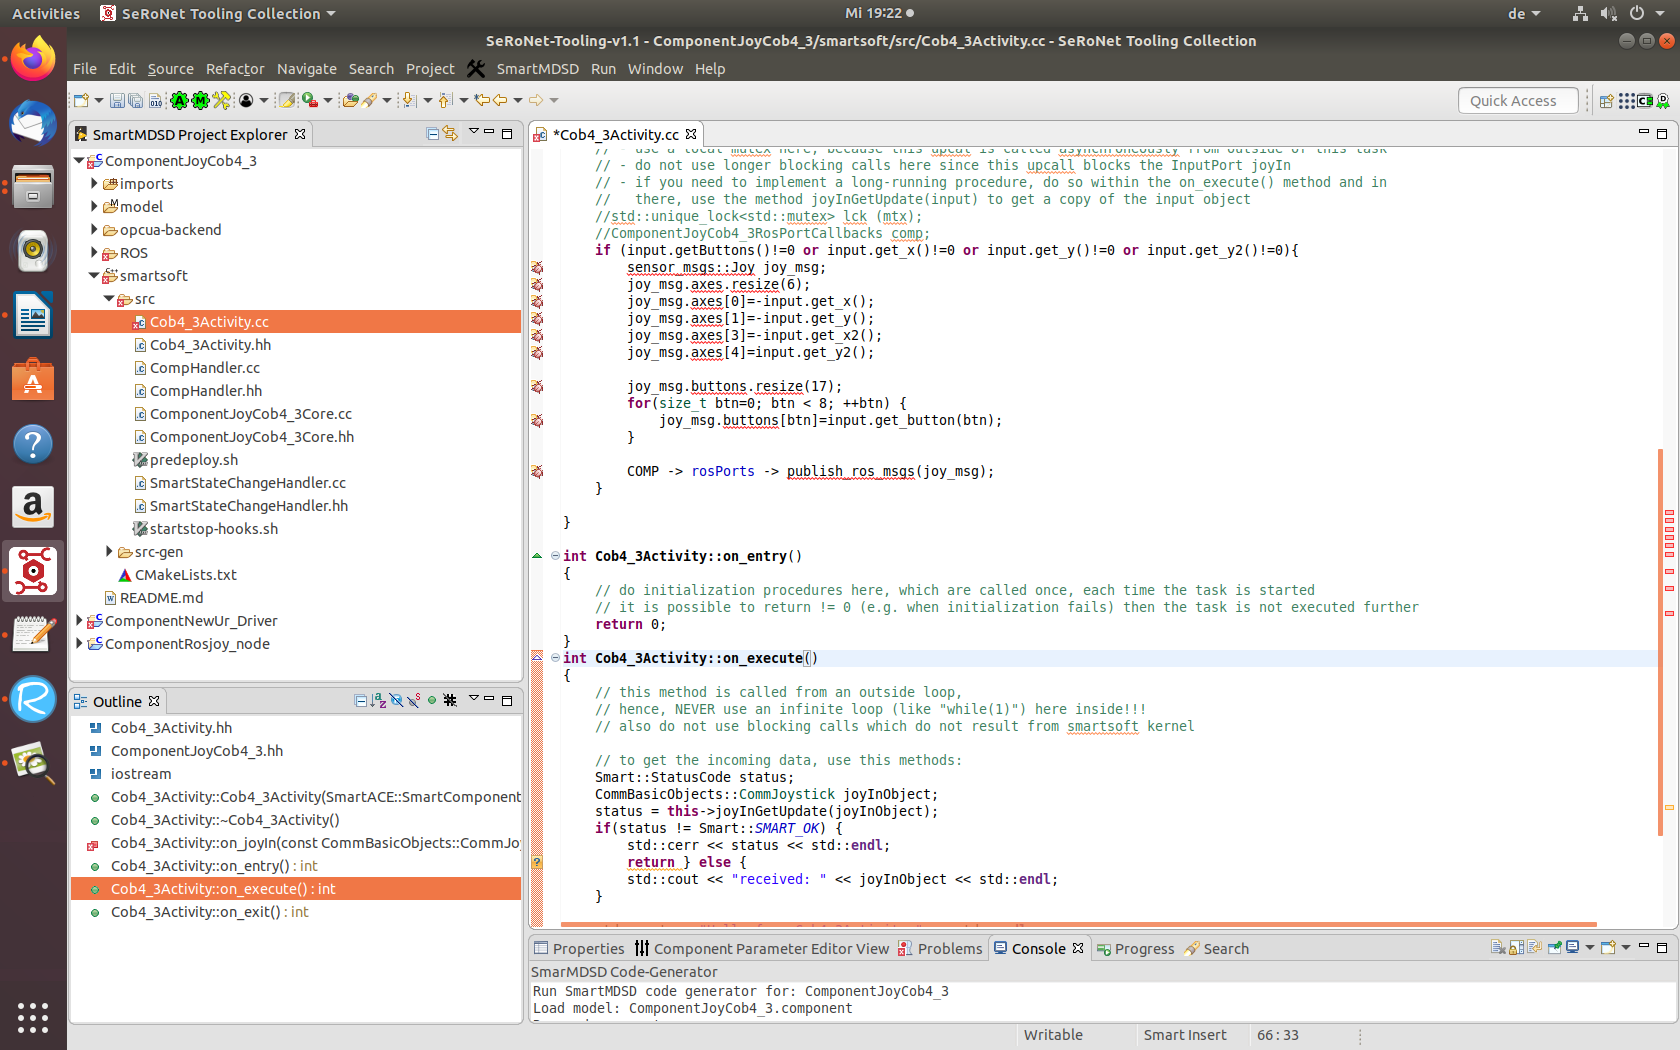 Activities
SeRoNet Tooling Collection
Mi 19:22
de
SeRoNet-Tooling-v1.1 - ComponentJoyCob4_3/smartsoft/src/Cob4_3Activity.cc - SeRoNet Tooling Collection
File Edit Source Refactor Navigate Search Project SmartMDSD Run Window Help
Quick Access
SmartMDSD Project Explorer
ComponentJoyCob4_3
imports
model
opcua-backend
ROS
smartsoft
src
Cob4_3Activity.cc
Cob4_3Activity.hh
CompHandler.cc
CompHandler.hh
ComponentJoyCob4_3Core.cc
ComponentJoyCob4_3Core.hh
predeploy.sh
SmartStateChangeHandler.cc
SmartStateChangeHandler.hh
startstop-hooks.sh
src-gen
CMakeLists.txt
README.md
ComponentNewUr_Driver
ComponentRosjoy_node
Outline
Cob4_3Activity.hh
ComponentJoyCob4_3.hh
iostream
Cob4_3Activity::Cob4_3Activity(SmartACE::SmartComponent
Cob4_3Activity::~Cob4_3Activity()
Cob4_3Activity::on_joyIn(const CommBasicObjects::CommJoy
Cob4_3Activity::on_entry() : int
Cob4_3Activity::on_execute() : int
Cob4_3Activity::on_exit() : int
*Cob4_3Activity.cc
// - use a local mutex here, because this upcal is called asynchroneously from outside of this task
// - do not use longer blocking calls here since this upcall blocks the InputPort joyIn
// - if you need to implement a long-running procedure, do so within the on_execute() method and in
//   there, use the method joyInGetUpdate(input) to get a copy of the input object
//std::unique_lock<std::mutex> lck (mtx);
//ComponentJoyCob4_3RosPortCallbacks comp;
if (input.getButtons()!=0 or input.get_x()!=0 or input.get_y()!=0 or input.get_y2()!=0){
sensor_msgs::Joy joy_msg;
joy_msg.axes.resize(6);
joy_msg.axes[0]=-input.get_x();
joy_msg.axes[1]=-input.get_y();
joy_msg.axes[3]=-input.get_x2();
joy_msg.axes[4]=input.get_y2();
joy_msg.buttons.resize(17);
for(size_t btn=0; btn < 8; ++btn) {
joy_msg.buttons[btn]=input.get_button(btn);
}
COMP -> rosPorts -> publish_ros_msgs(joy_msg);
}
}
int Cob4_3Activity::on_entry()
{
// do initialization procedures here, which are called once, each time the task is started
// it is possible to return != 0 (e.g. when initialization fails) then the task is not executed further
return 0;
}
int Cob4_3Activity::on_execute()
{
// this method is called from an outside loop,
// hence, NEVER use an infinite loop (like "while(1)") here inside!!!
// also do not use blocking calls which do not result from smartsoft kernel
// to get the incoming data, use this methods:
Smart::StatusCode status;
CommBasicObjects::CommJoystick joyInObject;
status = this->joyInGetUpdate(joyInObject);
if(status != Smart::SMART_OK) {
std::cerr << status << std::endl;
return } else {
std::cout << "received: " << joyInObject << std::endl;
}
Properties
Component Parameter Editor View
Problems
Console
Progress
Search
SmarMDSD Code-Generator
Run SmartMDSD code generator for: ComponentJoyCob4_3
Load model: ComponentJoyCob4_3.component
Writable
Smart Insert
66 : 33